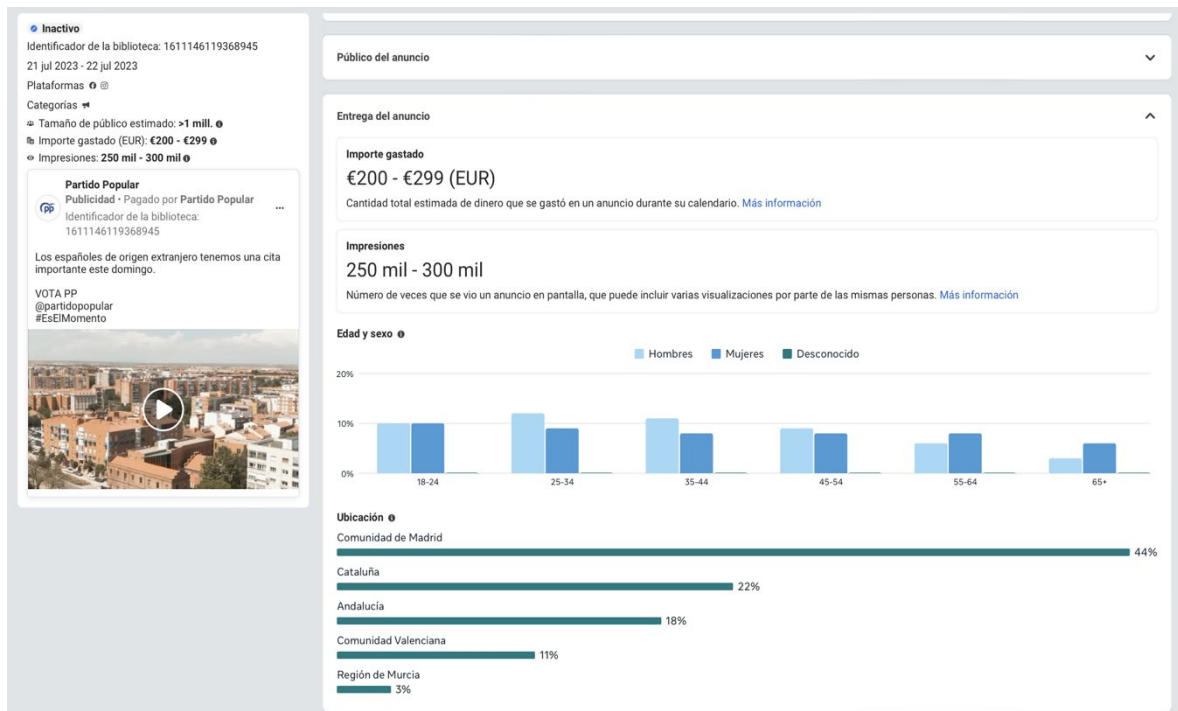 Inactivo
Identificador de la biblioteca: 1611146119368945
21 jul 2023 - 22 jul 2023
Plataformas
Categorías
Tamaño de público estimado: >1 mill.
Importe gastado (EUR): €200 - €299
Impresiones: 250 mil - 300 mil
Partido Popular
Publicidad · Pagado por Partido Popular
...
Identificador de la biblioteca:
1611146119368945
pp
Los españoles de origen extranjero tenemos una cita
importante este domingo.
VOTA PP
@partidopopular
#EsElMomento
Público del anuncio
Entrega del anuncio
Importe gastado
€200 - €299 (EUR)
Cantidad total estimada de dinero que se gastó en un anuncio durante su calendario. Más información
Impresiones
250 mil - 300 mil
Número de veces que se vio un anuncio en pantalla, que puede incluir varias visualizaciones por parte de las mismas personas. Más información
Edad y sexo
Hombres Mujeres Desconocido
20%
10%
0%
18-24 25-34 35-44 45-54 55-64 65+
Ubicación
Comunidad de Madrid
44%
Cataluña
22%
Andalucía
18%
Comunidad Valenciana
11%
Región de Murcia
3%